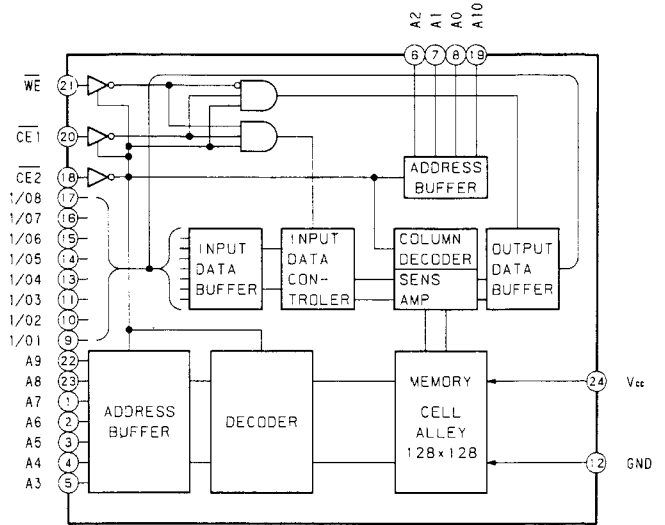 A2 A1 A0 A10
6 7 8 19
WE 21
CE1 20
CE2 18
1/08 17
1/07 16
1/06 15
1/05 14
1/04 13
1/03 11
1/02 10
1/01 9
A9 22
A8 23
A7 1
A6 2
A5 3
A4 4
A3 5
ADDRESS
BUFFER
INPUT
DATA
BUFFER
INPUT
DATA
CON-
TROLER
COLUMN
DECODER
SENS
AMP
OUTPUT
DATA
BUFFER
ADDRESS
BUFFER
DECODER
MEMORY
CELL
ALLEY
128×128
24 Vcc
12 GND